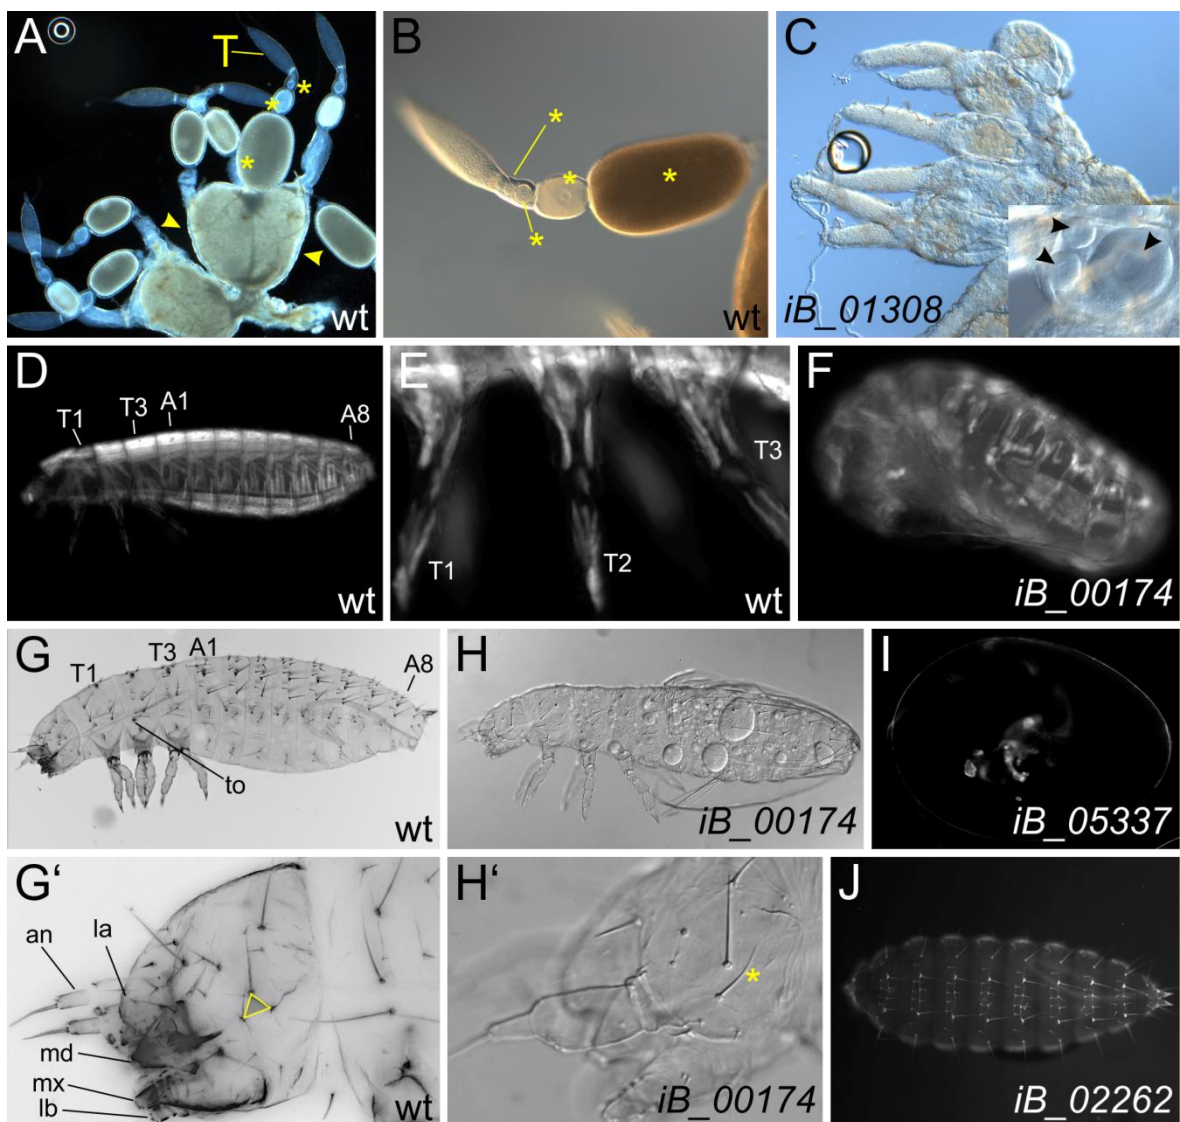 A
T
wt
B
wt
C
iB_01308
D
T1
T3
A1
A8
wt
E
T1
T2
T3
wt
F
iB_00174
G
T1
T3
A1
A8
to
wt
H
iB_00174
I
iB_05337
G‘
an
la
md
mx
lb
wt
H‘
iB_00174
J
iB_02262